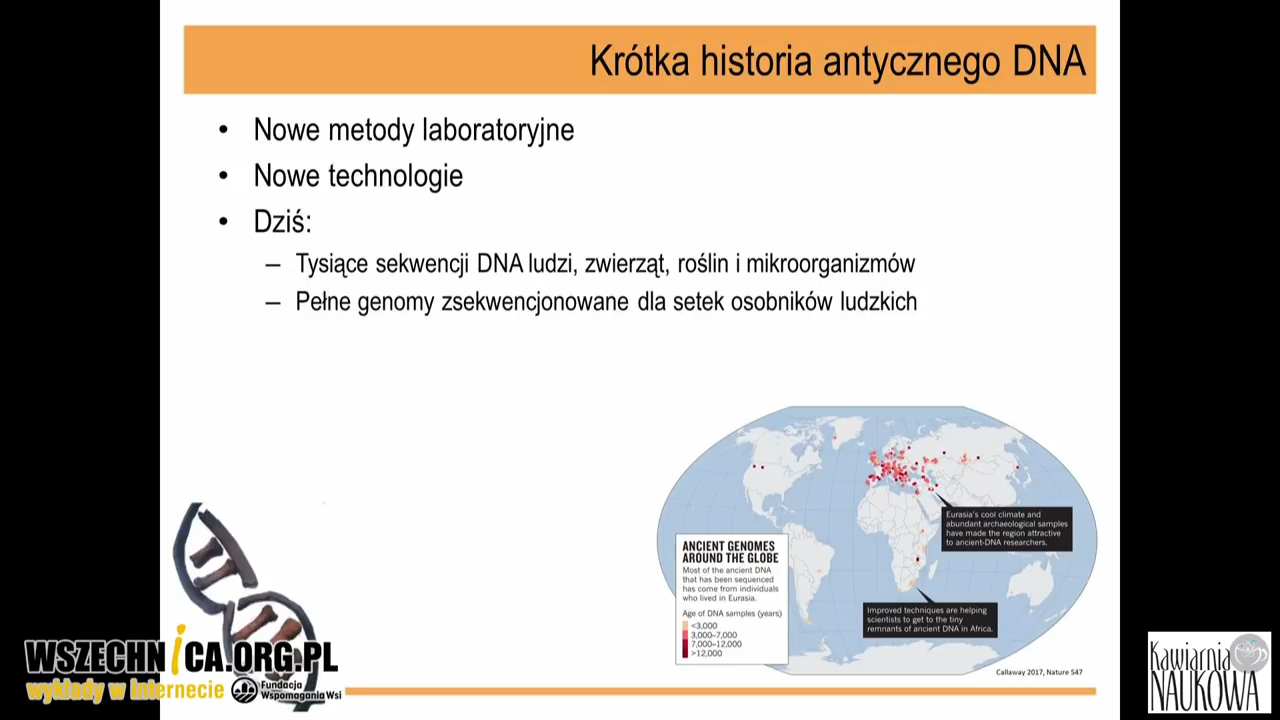 Krótka historia antycznego DNA
• Nowe metody laboratoryjne
• Nowe technologie
• Dziś:
– Tysiące sekwencji DNA ludzi, zwierząt, roślin i mikroorganizmów
– Pełne genomy zsekwencjonowane dla setek osobników ludzkich
Eurasia's cool climate and
abundant archaeological samples
have made the region attractive
to ancient-DNA researchers.
ANCIENT GENOMES
AROUND THE GLOBE
Most of the ancient DNA
that has been sequenced
has come from individuals
who lived in Eurasia.
Age of DNA samples (years)
<3,000
3,000–7,000
7,000–12,000
>12,000
Improved techniques are helping
scientists to get to the tiny
remnants of ancient DNA in Africa.
Callaway 2017, Nature 547
WSZECHNiCA.ORG.PL
wykłady w internecie
Fundacja
Wspomagania Wsi
Kawiarnia
NAUKOWA